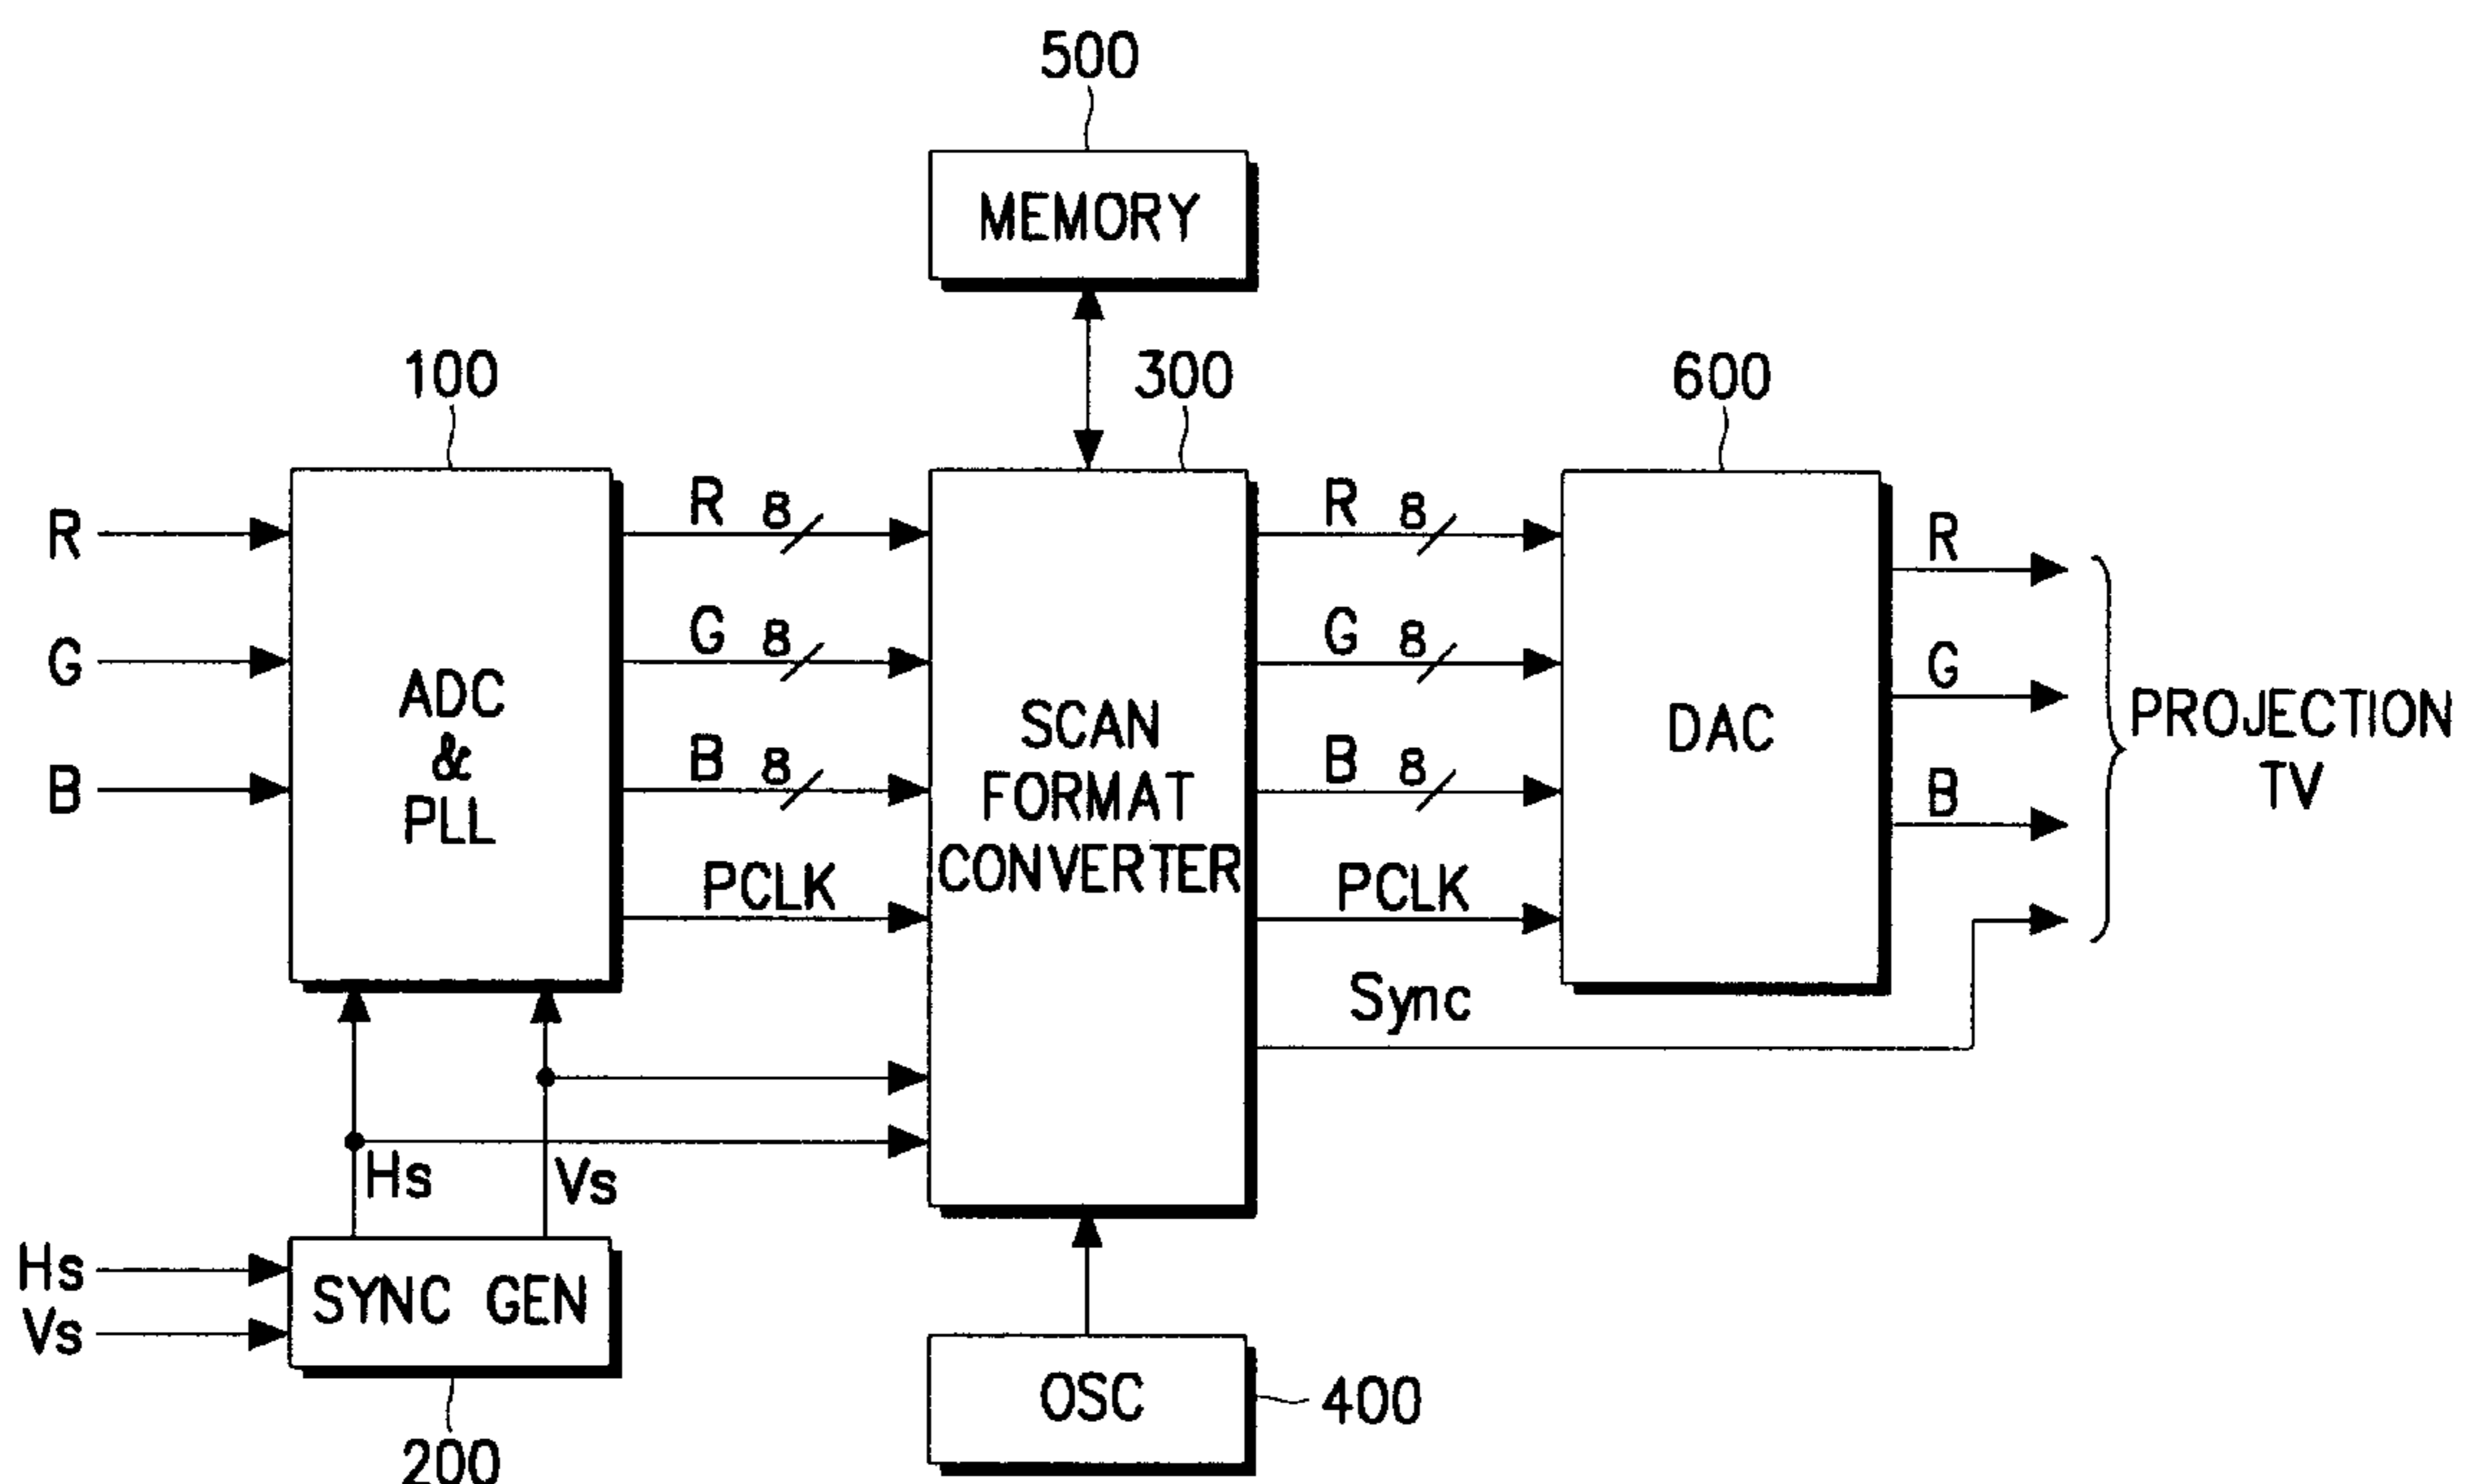 500
MEMORY
100
300
600
R
G
B
ADC
&
PLL
R 8
G 8
B 8
PCLK
SCAN
FORMAT
CONVERTER
R 8
G 8
B 8
PCLK
Sync
DAC
R
G
B
PROJECTION
TV
Hs
Vs
Hs
Vs
SYNC GEN
200
OSC
400